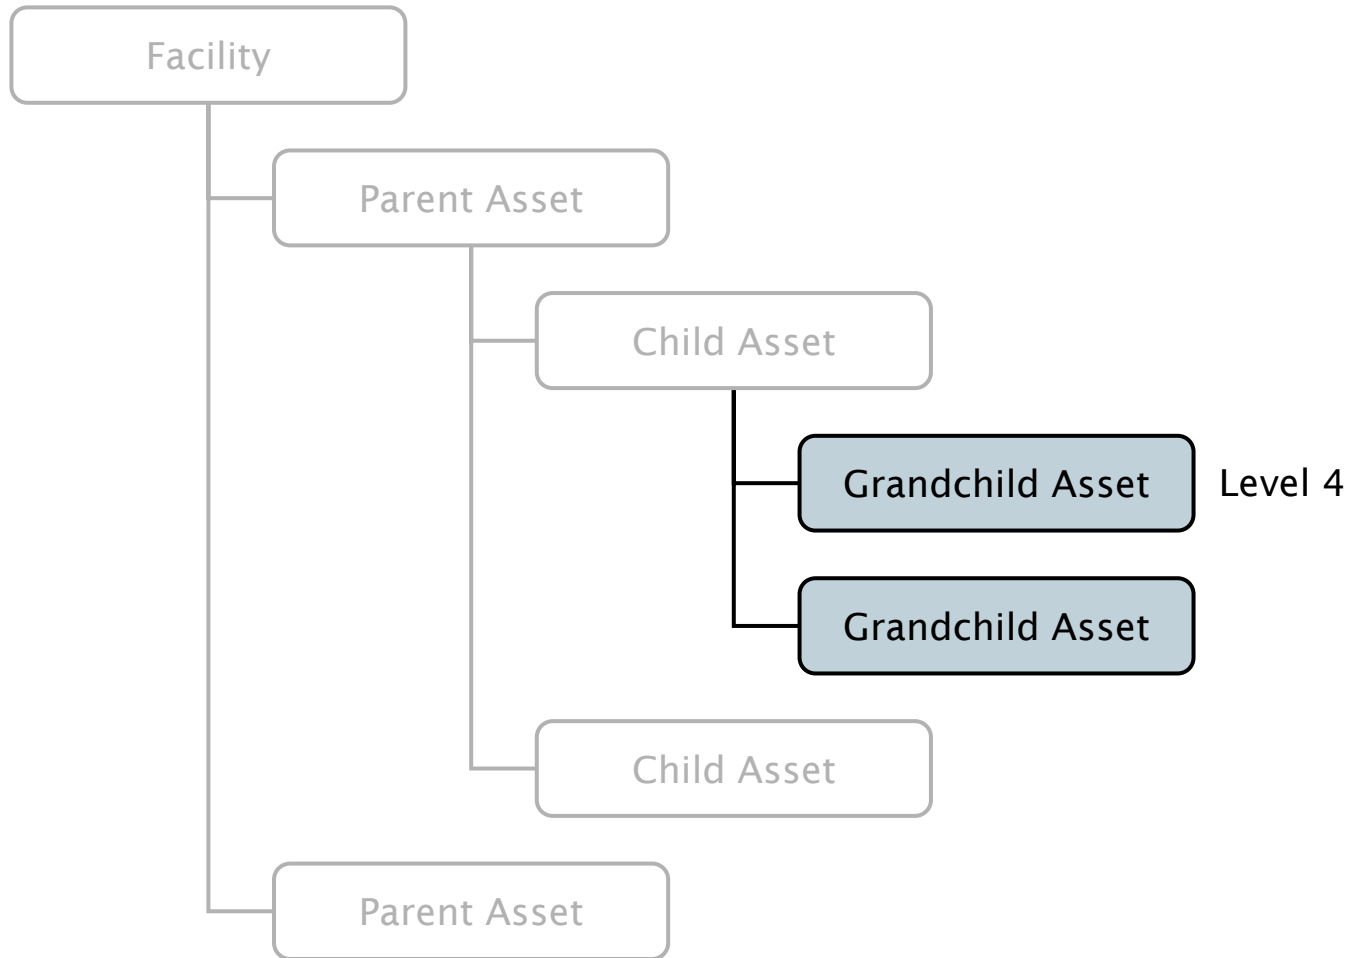 Facility
Parent Asset
Child Asset
Grandchild Asset
Level 4
Grandchild Asset
Child Asset
Parent Asset